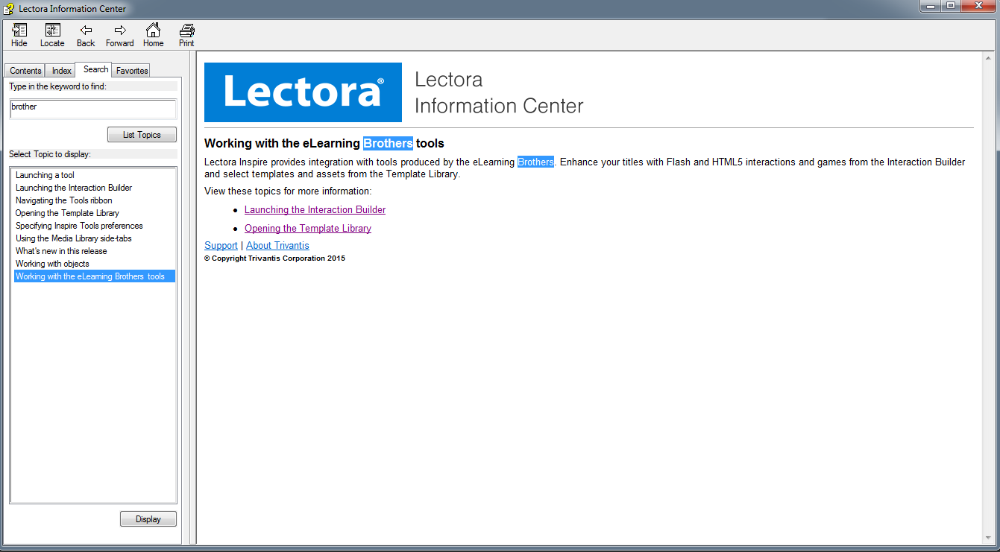 Lectora Information Center
Hide Locate Back Forward Home Print
Contents Index Search Favorites
Type in the keyword to find:
brother
List Topics
Select Topic to display:
Launching a tool
Launching the Interaction Builder
Navigating the Tools ribbon
Opening the Template Library
Specifying Inspire Tools preferences
Using the Media Library side-tabs
What's new in this release
Working with objects
Working with the eLearning Brothers tools
Display
Lectora®
Lectora
Information Center
Working with the eLearning Brothers tools
Lectora Inspire provides integration with tools produced by the eLearning Brothers. Enhance your titles with Flash and HTML5 interactions and games from the Interaction Builder
and select templates and assets from the Template Library.
View these topics for more information:
• Launching the Interaction Builder
• Opening the Template Library
Support | About Trivantis
© Copyright Trivantis Corporation 2015